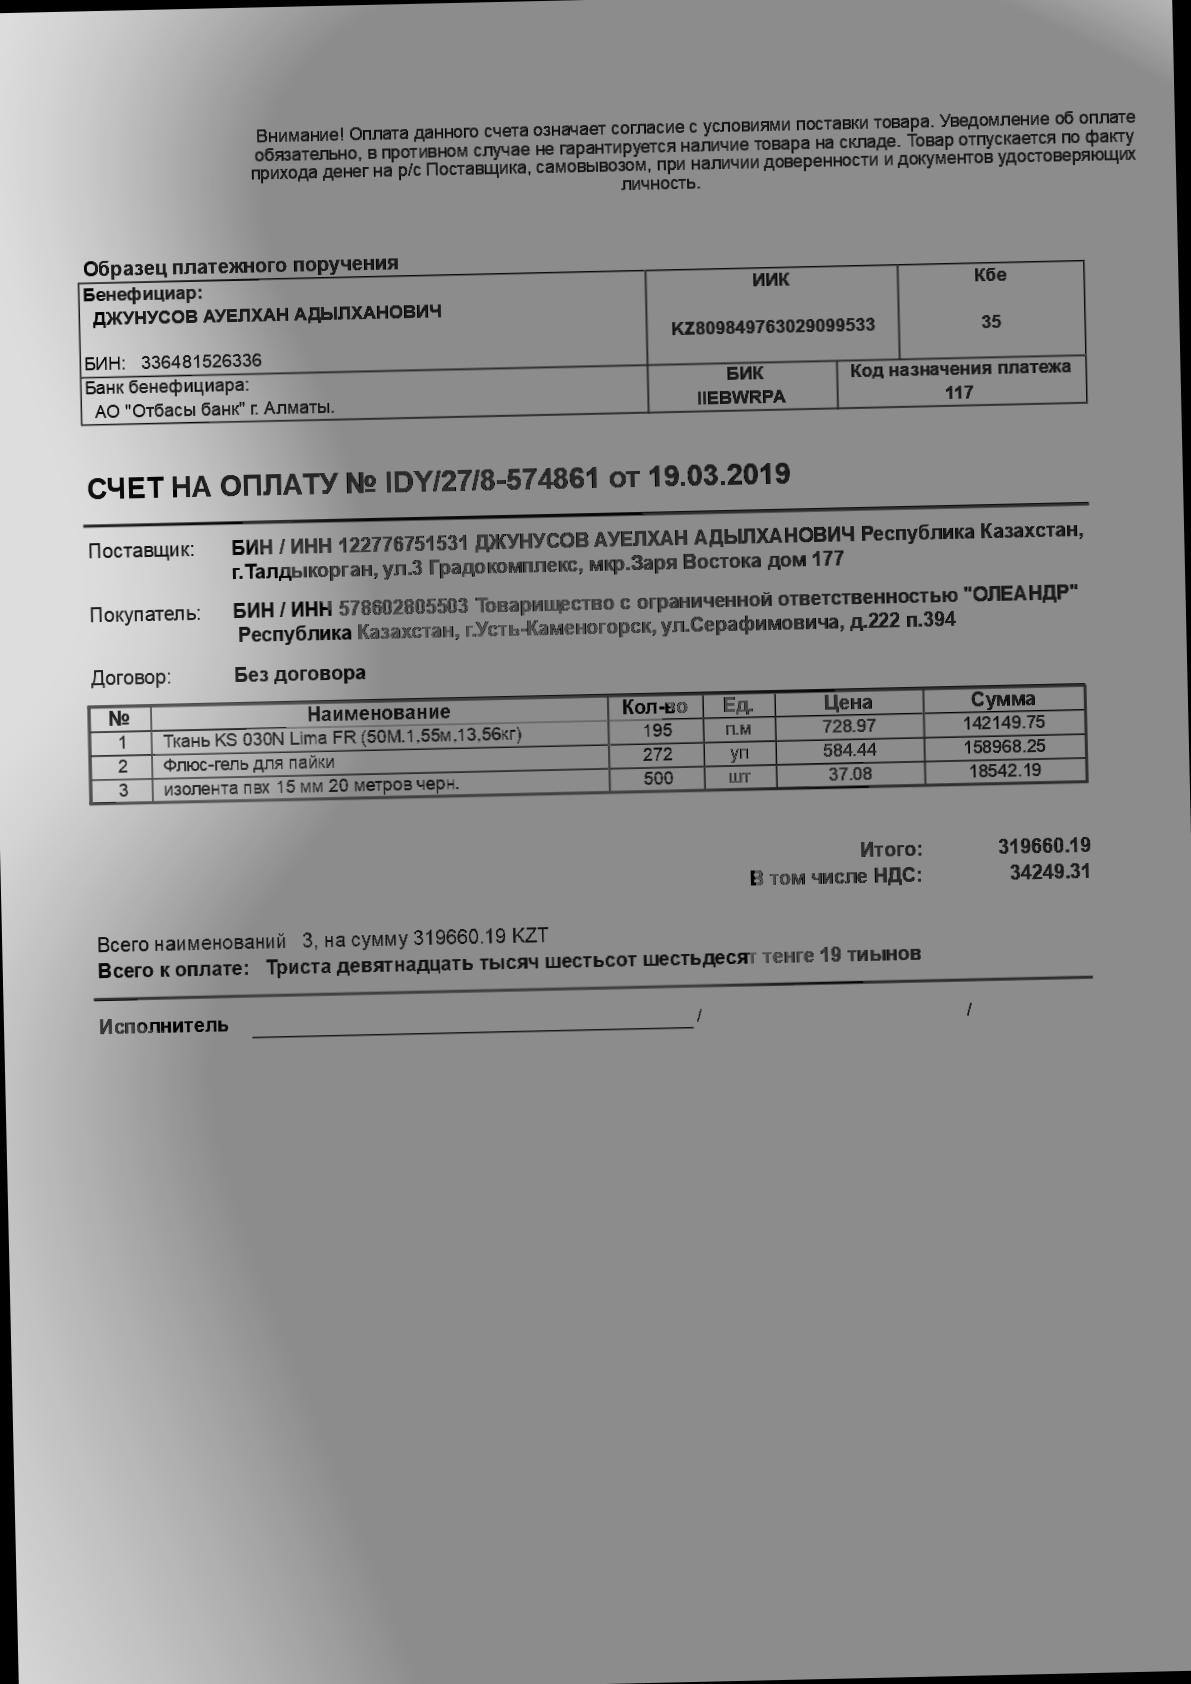 Внимание! Оплата данного счета означает согласие с условиями поставки товара. Уведомление об оплате
обязательно, в противном случае не гарантируется наличие товара на складе. Товар отпускается по факту
прихода денег на р/с Поставщика, самовывозом, при наличии доверенности и документов удостоверяющих
личность.
Образец платежного поручения
Бенефициар: ИИК Кбе
ДЖУНУСОВ АУЕЛХАН АДЫЛХАНОВИЧ
KZ809849763029099533 35
БИН: 336481526336
Банк бенефициара: БИК Код назначения платежа
АО "Отбасы банк" г. Алматы. IIEBWRPA 117
СЧЕТ НА ОПЛАТУ № IDY/27/8-574861 от 19.03.2019
Поставщик: БИН / ИНН 122776751531 ДЖУНУСОВ АУЕЛХАН АДЫЛХАНОВИЧ Республика Казахстан,
г.Талдыкорган, ул.3 Градокомплекс, мкр.Заря Востока дом 177
Покупатель: БИН / ИНН 578602805503 Товарищество с ограниченной ответственностью "ОЛЕАНДР"
Республика Казахстан, г.Усть-Каменогорск, ул.Серафимовича, д.222 п.394
Договор: Без договора
№ Наименование Кол-во Ед. Цена Сумма
1 Ткань KS 030N Lima FR (50М.1,55м,13,56кг) 195 п.м 728.97 142149.75
2 Флюс-гель для пайки 272 уп 584.44 158968.25
3 изолента пвх 15 мм 20 метров черн. 500 шт 37.08 18542.19
Итого: 319660.19
В том числе НДС: 34249.31
Всего наименований 3, на сумму 319660.19 KZT
Всего к оплате: Триста девятнадцать тысяч шестьсот шестьдесят тенге 19 тиынов
Исполнитель / /